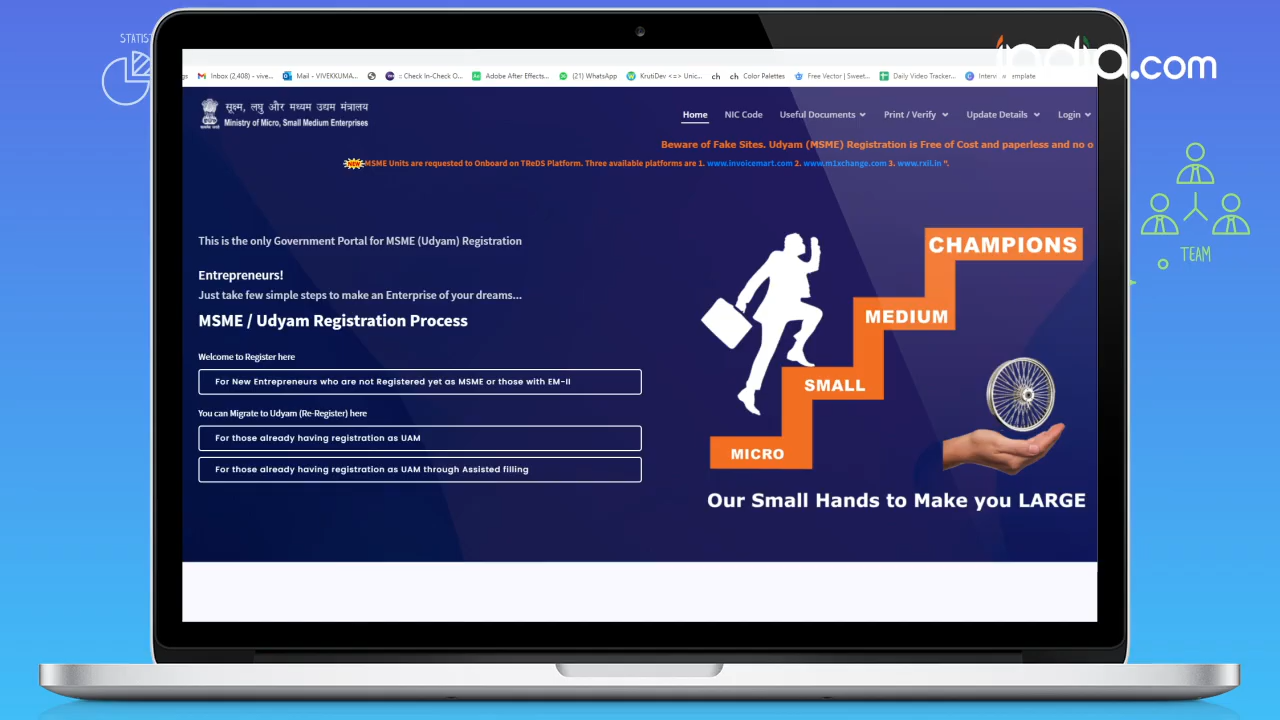 STATIS
india.com
Inbox (2,408) - vive...
Mail - VIVEKKUMA...
:: Check In-Check O...
Adobe After Effects...
(21) WhatsApp
KrutiDev <=> Unic...
ch
ch Color Palettes
Free Vector | Sweet...
Daily Video Tracker...
सूक्ष्म, लघु और मध्यम उद्यम मंत्रालय
Ministry of Micro, Small Medium Enterprises
Home
NIC Code
Useful Documents
Print / Verify
Update Details
Login
Beware of Fake Sites. Udyam (MSME) Registration is Free of Cost and paperless and no o
NEW MSME Units are requested to Onboard on TReDS Platform. Three available platforms are 1. www.invoicemart.com 2. www.m1xchange.com 3. www.rxil.in ".
This is the only Government Portal for MSME (Udyam) Registration
Entrepreneurs!
Just take few simple steps to make an Enterprise of your dreams...
MSME / Udyam Registration Process
Welcome to Register here
For New Entrepreneurs who are not Registered yet as MSME or those with EM-II
You can Migrate to Udyam (Re-Register) here
For those already having registration as UAM
For those already having registration as UAM through Assisted filling
CHAMPIONS
MEDIUM
SMALL
MICRO
Our Small Hands to Make you LARGE
TEAM